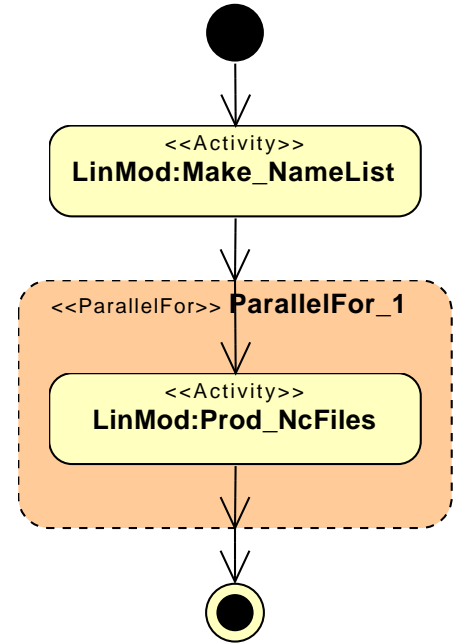 <<Activity>>
LinMod:Make_NameList
<<ParallelFor>> ParallelFor_1
<<Activity>>
LinMod:Prod_NcFiles